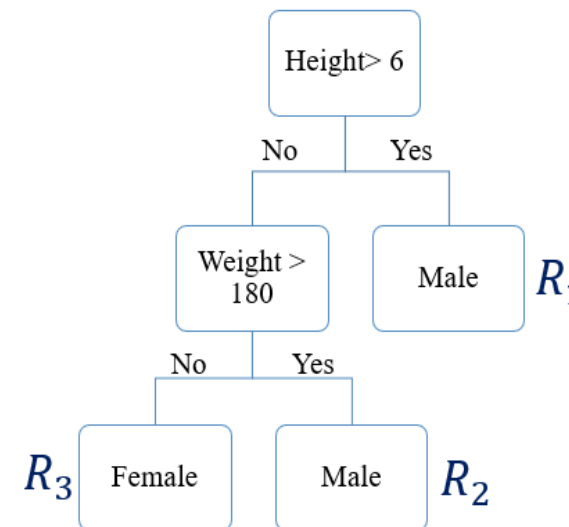 Height> 6
No
Yes
Weight >
180
Male
R
No
Yes
R₃
Female
Male
R₂